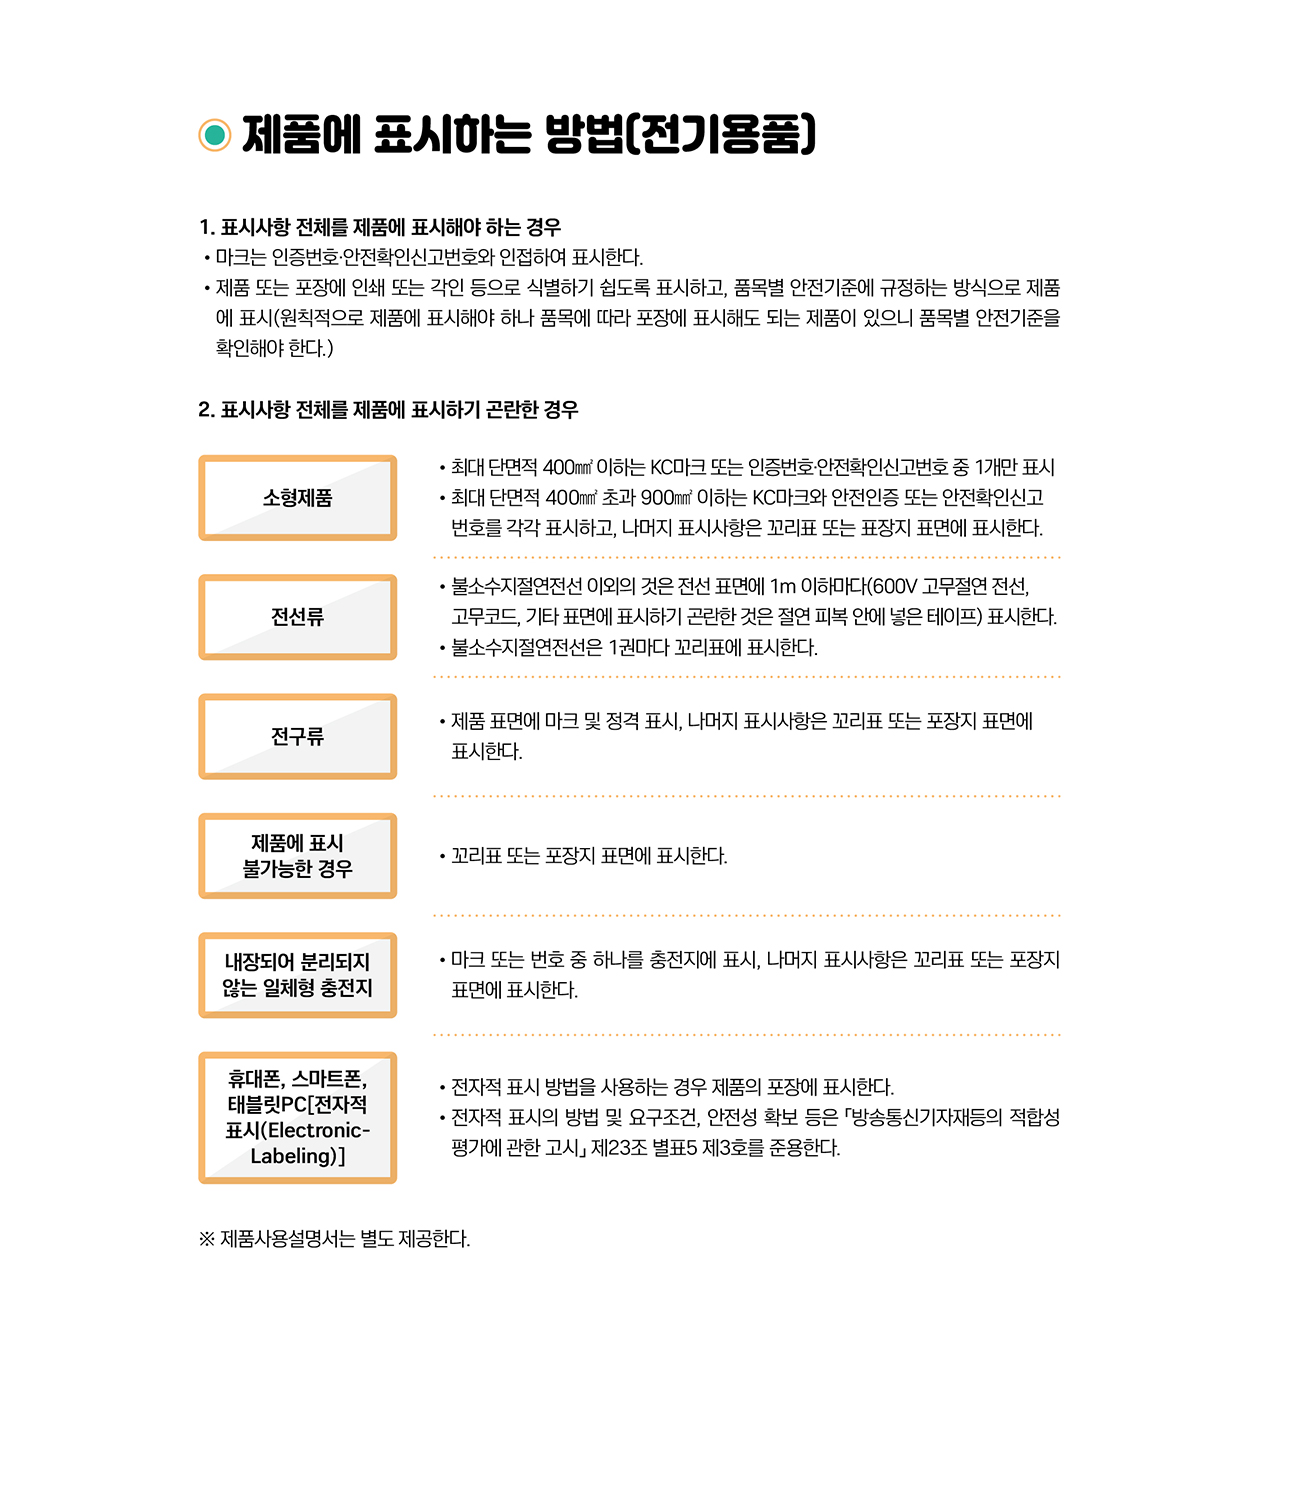 제품에 표시하는 방법(전기용품)
1. 표시사항 전체를 제품에 표시해야 하는 경우
• 마크는 인증번호·안전확인신고번호와 인접하여 표시한다.
• 제품 또는 포장에 인쇄 또는 각인 등으로 식별하기 쉽도록 표시하고, 품목별 안전기준에 규정하는 방식으로 제품
에 표시(원칙적으로 제품에 표시해야 하나 품목에 따라 포장에 표시해도 되는 제품이 있으니 품목별 안전기준을
확인해야 한다.)
2. 표시사항 전체를 제품에 표시하기 곤란한 경우
소형제품
• 최대 단면적 400㎟ 이하는 KC마크 또는 인증번호·안전확인신고번호 중 1개만 표시
• 최대 단면적 400㎟ 초과 900㎟ 이하는 KC마크와 안전인증 또는 안전확인신고
번호를 각각 표시하고, 나머지 표시사항은 꼬리표 또는 표장지 표면에 표시한다.
전선류
• 불소수지절연전선 이외의 것은 전선 표면에 1m 이하마다(600V 고무절연 전선,
고무코드, 기타 표면에 표시하기 곤란한 것은 절연 피복 안에 넣은 테이프) 표시한다.
• 불소수지절연전선은 1권마다 꼬리표에 표시한다.
전구류
• 제품 표면에 마크 및 정격 표시, 나머지 표시사항은 꼬리표 또는 포장지 표면에
표시한다.
제품에 표시
불가능한 경우
• 꼬리표 또는 포장지 표면에 표시한다.
내장되어 분리되지
않는 일체형 충전지
• 마크 또는 번호 중 하나를 충전지에 표시, 나머지 표시사항은 꼬리표 또는 포장지
표면에 표시한다.
휴대폰, 스마트폰,
태블릿PC[전자적
표시(Electronic-
Labeling)]
• 전자적 표시 방법을 사용하는 경우 제품의 포장에 표시한다.
• 전자적 표시의 방법 및 요구조건, 안전성 확보 등은 「방송통신기자재등의 적합성
평가에 관한 고시」 제23조 별표5 제3호를 준용한다.
※ 제품사용설명서는 별도 제공한다.